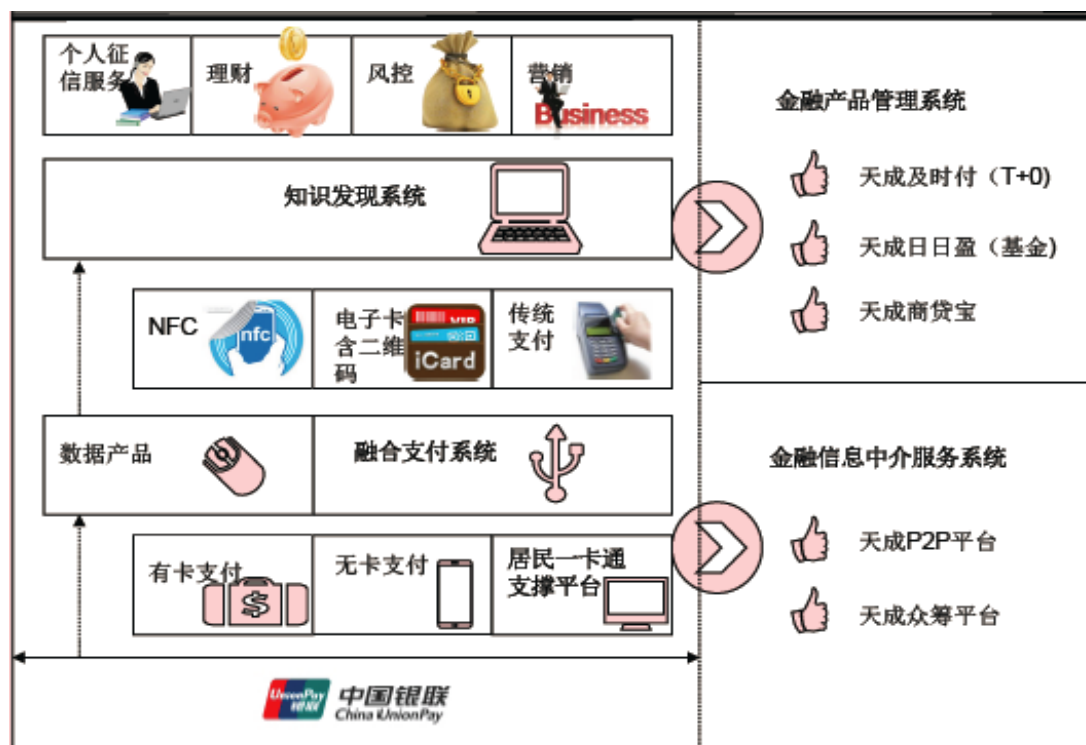 个人征
信服务
理财
风控
营销
Business
知识发现系统
NFC
nfc
电子卡
含二维
码
iCard
传统
支付
数据产品
融合支付系统
有卡支付
无卡支付
居民一卡通
支撑平台
UnionPay
银联
中国银联
China UnionPay
金融产品管理系统
天成及时付（T+0)
天成日日盈（基金)
天成商贷宝
金融信息中介服务系统
天成P2P平台
天成众筹平台